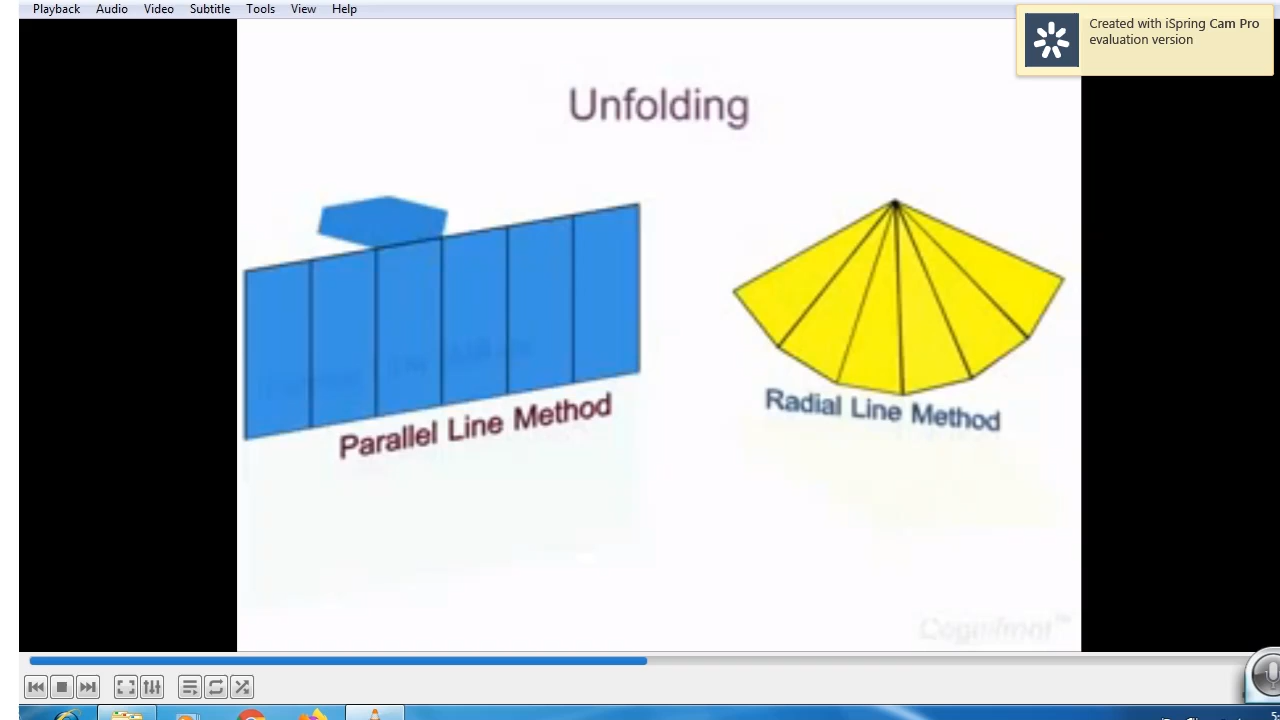 Playback Audio Video Subtitle Tools View Help
Created with iSpring Cam Pro
evaluation version
Unfolding
Parallel Line Method
Radial Line Method